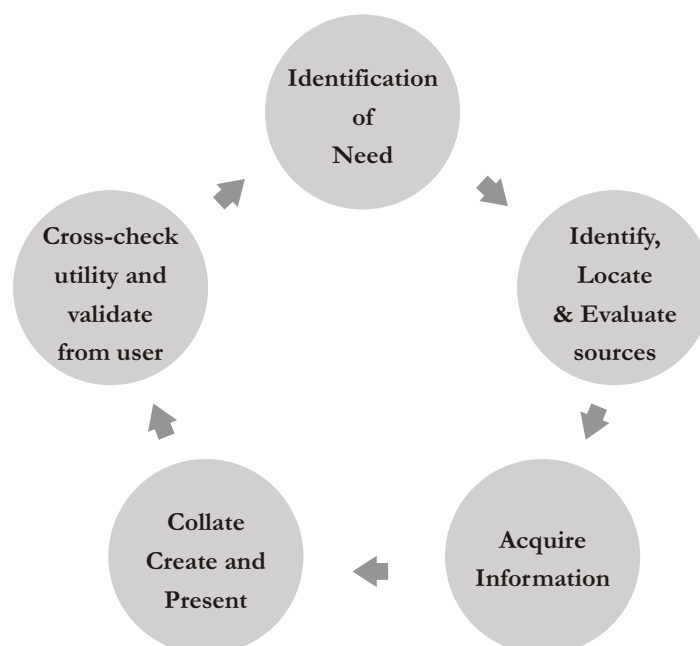 Identification
of
Need
Identify,
Locate
& Evaluate
sources
Acquire
Information
Collate
Create and
Present
Cross-check
utility and
validate
from user